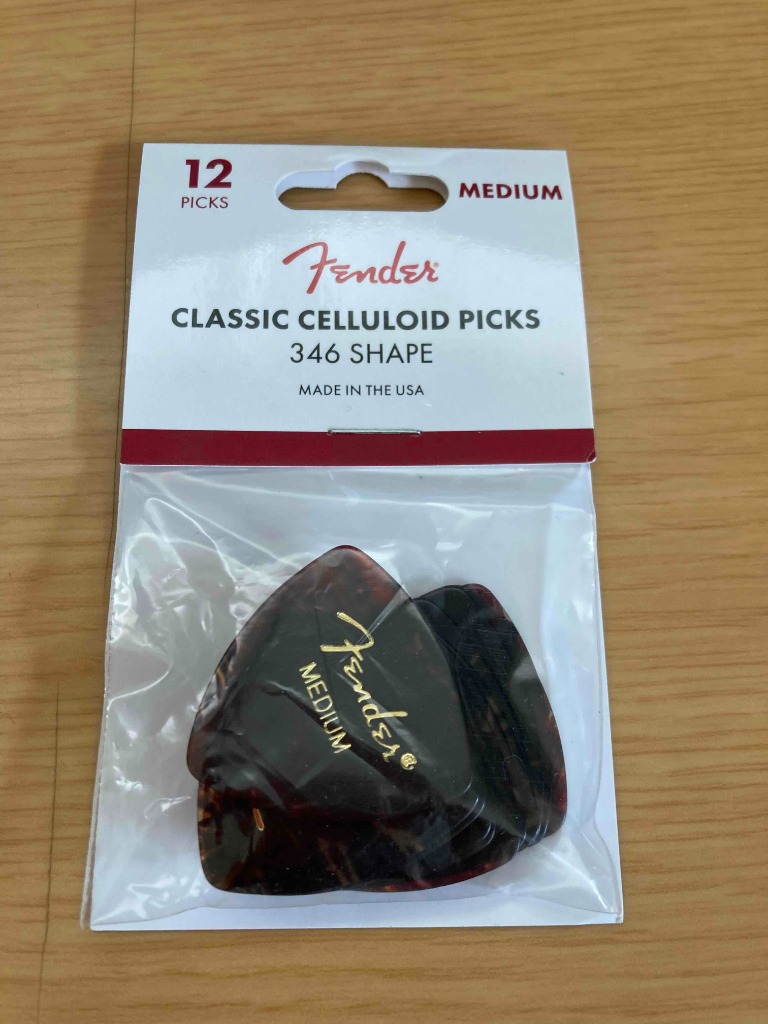 12
PICKS
MEDIUM
Fender®
CLASSIC CELLULOID PICKS
346 SHAPE
MADE IN THE USA
Fender®
MEDIUM